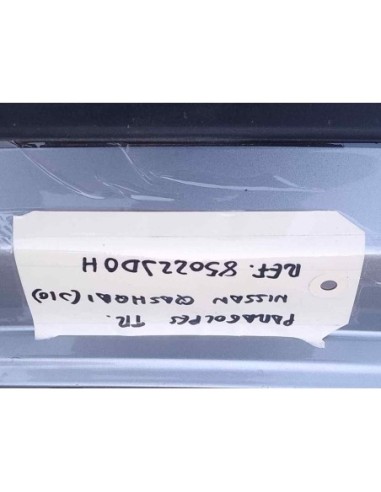 PARAGOLPES TR.
NISSAN QASHQAI (J10)
REF. 85022JD0H